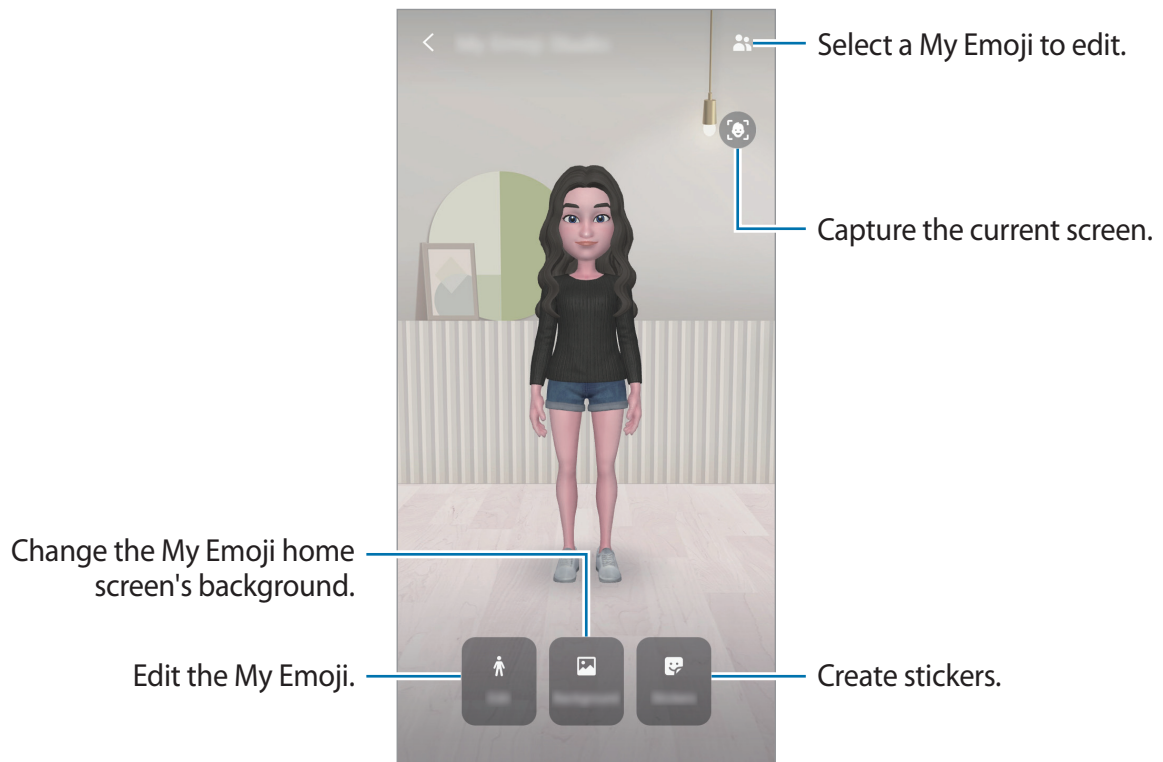 Select a My Emoji to edit.
Capture the current screen.
Change the My Emoji home
screen's background.
Edit the My Emoji.
Create stickers.